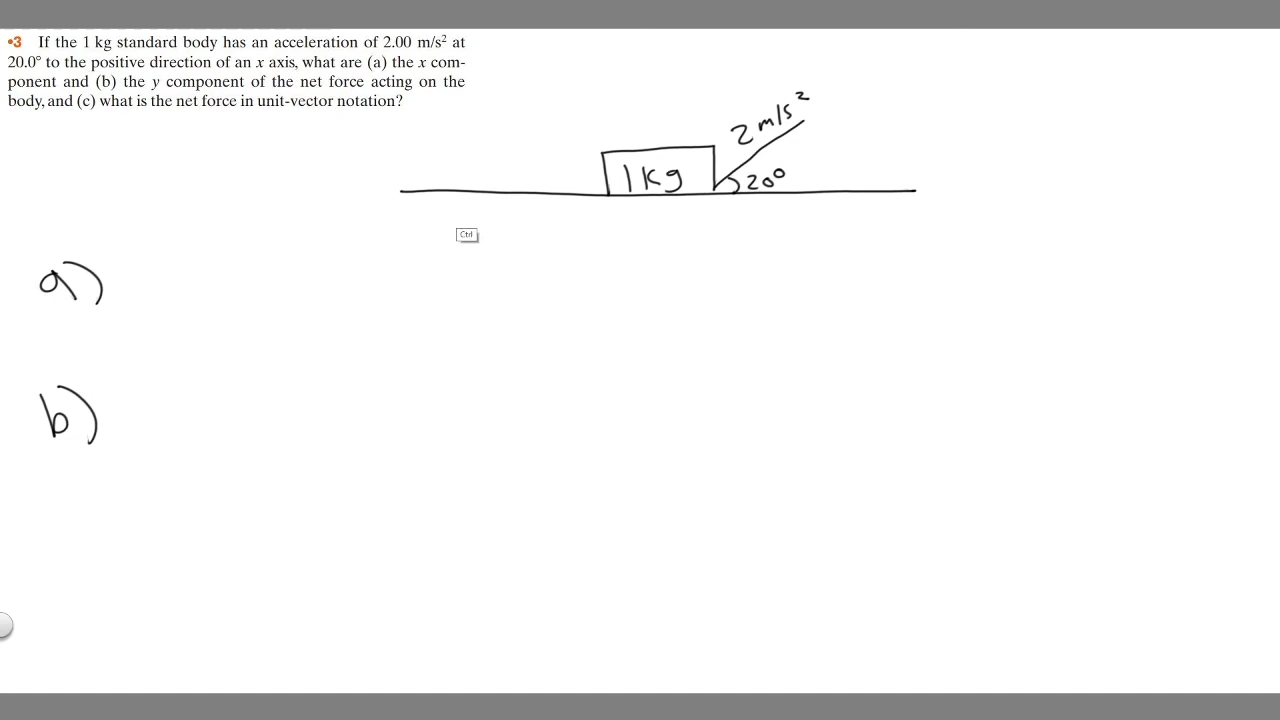 •3 If the 1 kg standard body has an acceleration of 2.00 m/s² at
20.0° to the positive direction of an x axis, what are (a) the x com-
ponent and (b) the y component of the net force acting on the
body, and (c) what is the net force in unit-vector notation?
2 m/s²
1 kg
20°
Ctrl
a)
b)